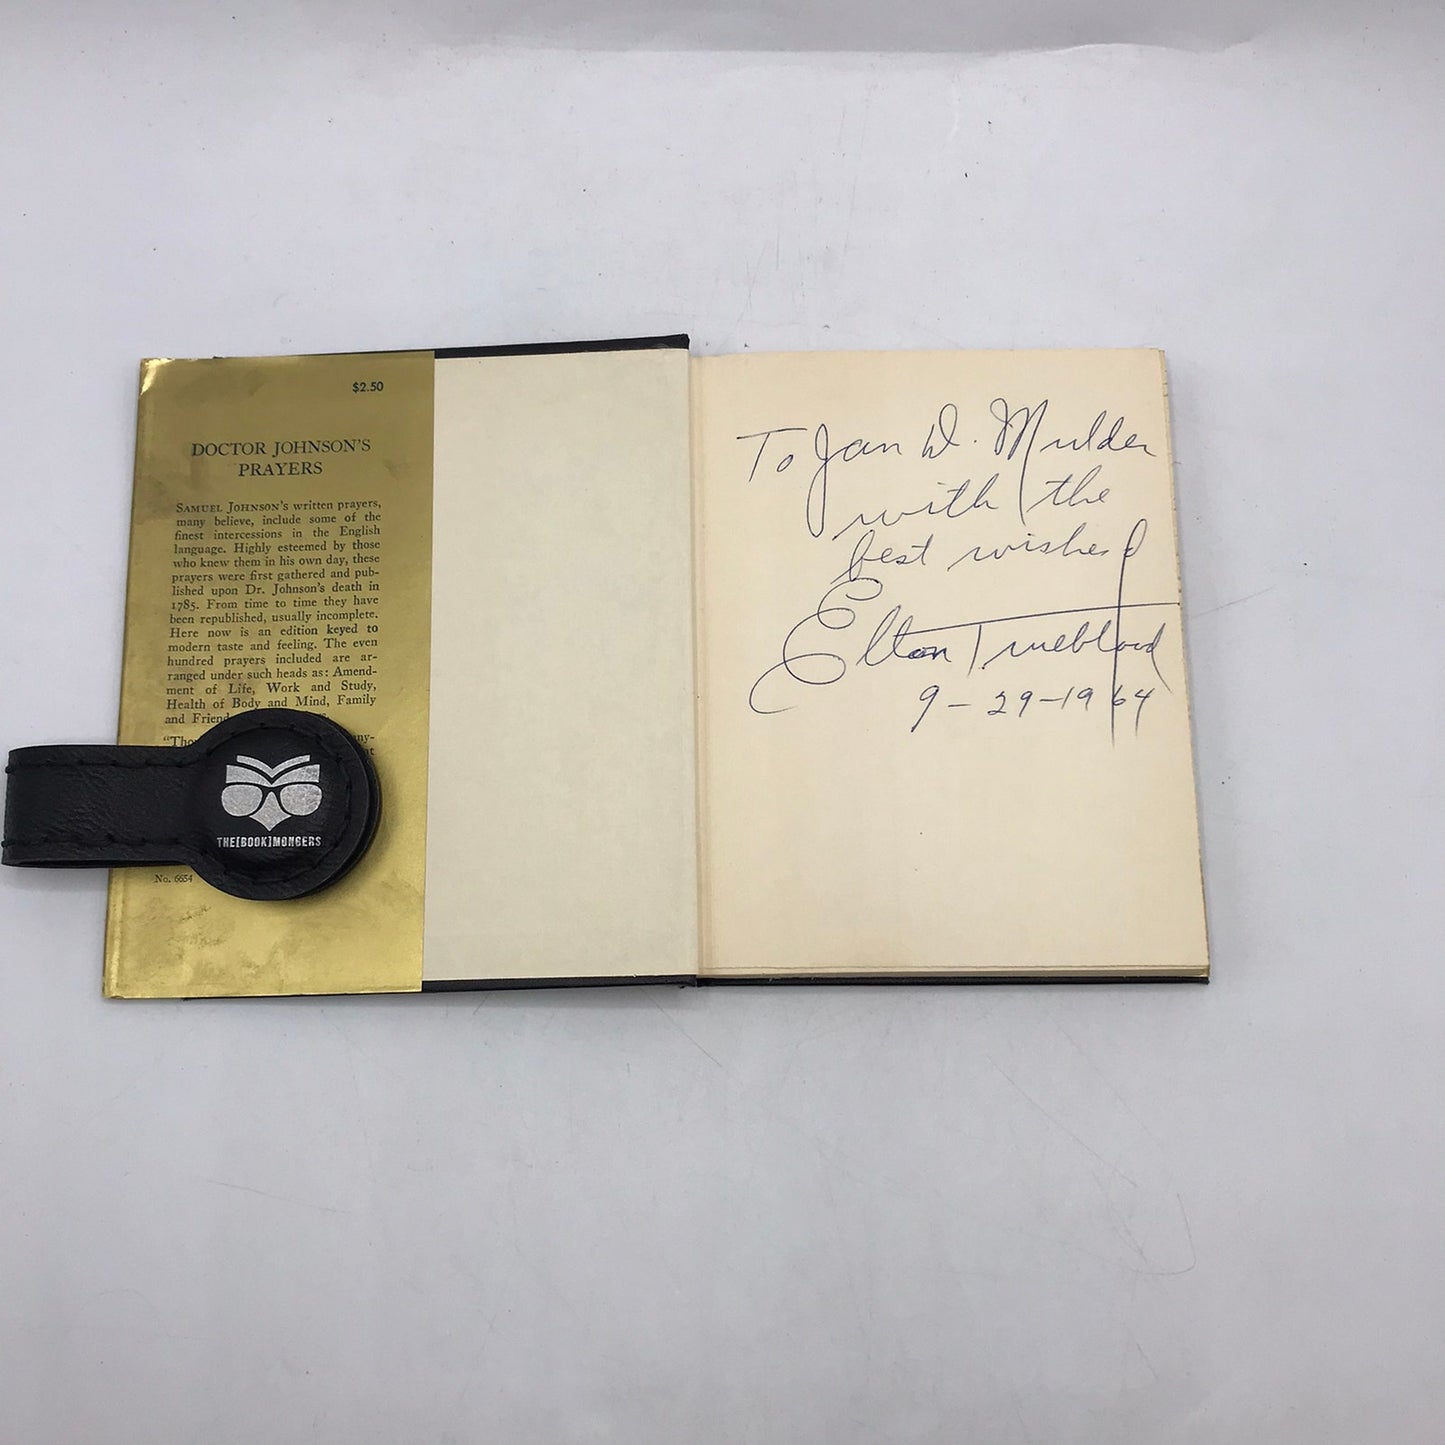 $2.50
DOCTOR JOHNSON'S
PRAYERS
SAMUEL JOHNSON's written prayers,
many believe, include some of the
finest intercessions in the English
language. Highly esteemed by those
who knew them in his own day, these
prayers were first gathered and pub-
lished upon Dr. Johnson's death in
1785. From time to time they have
been republished, usually incomplete.
Here now is an edition keyed to
modern taste and feeling. The even
hundred prayers included are ar-
ranged under such heads as: Amend-
ment of Life, Work and Study,
Health of Body and Mind, Family
and Friend
THE[BOOK]MONGERS
No. 6654
To Jan D. Mulder
with the
best wishes
Elton Trueblood
9-29-1964